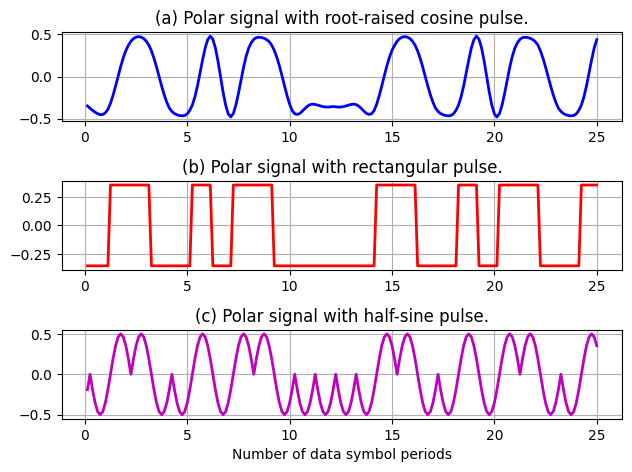 (a) Polar signal with root-raised cosine pulse.
0.5
0.0
−0.5
0 5 10 15 20 25
(b) Polar signal with rectangular pulse.
0.25
0.00
−0.25
0 5 10 15 20 25
(c) Polar signal with half-sine pulse.
0.5
0.0
−0.5
0 5 10 15 20 25
Number of data symbol periods